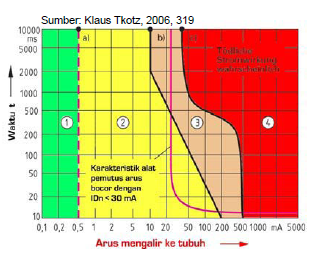 Sumber: Klaus Tkotz, 2006, 319
10000
ms
5000
2000
1000
500
200
100
50
20
10
Waktu t
a)
b)
1
2
3
4
Karakteristik alat
pemutus arus
bocor dengan
IDn < 30 mA
0,1 0,2 0,5 1 2 5 10 20 50 100 200 500 1000 mA 5000
Arus mengalir ke tubuh